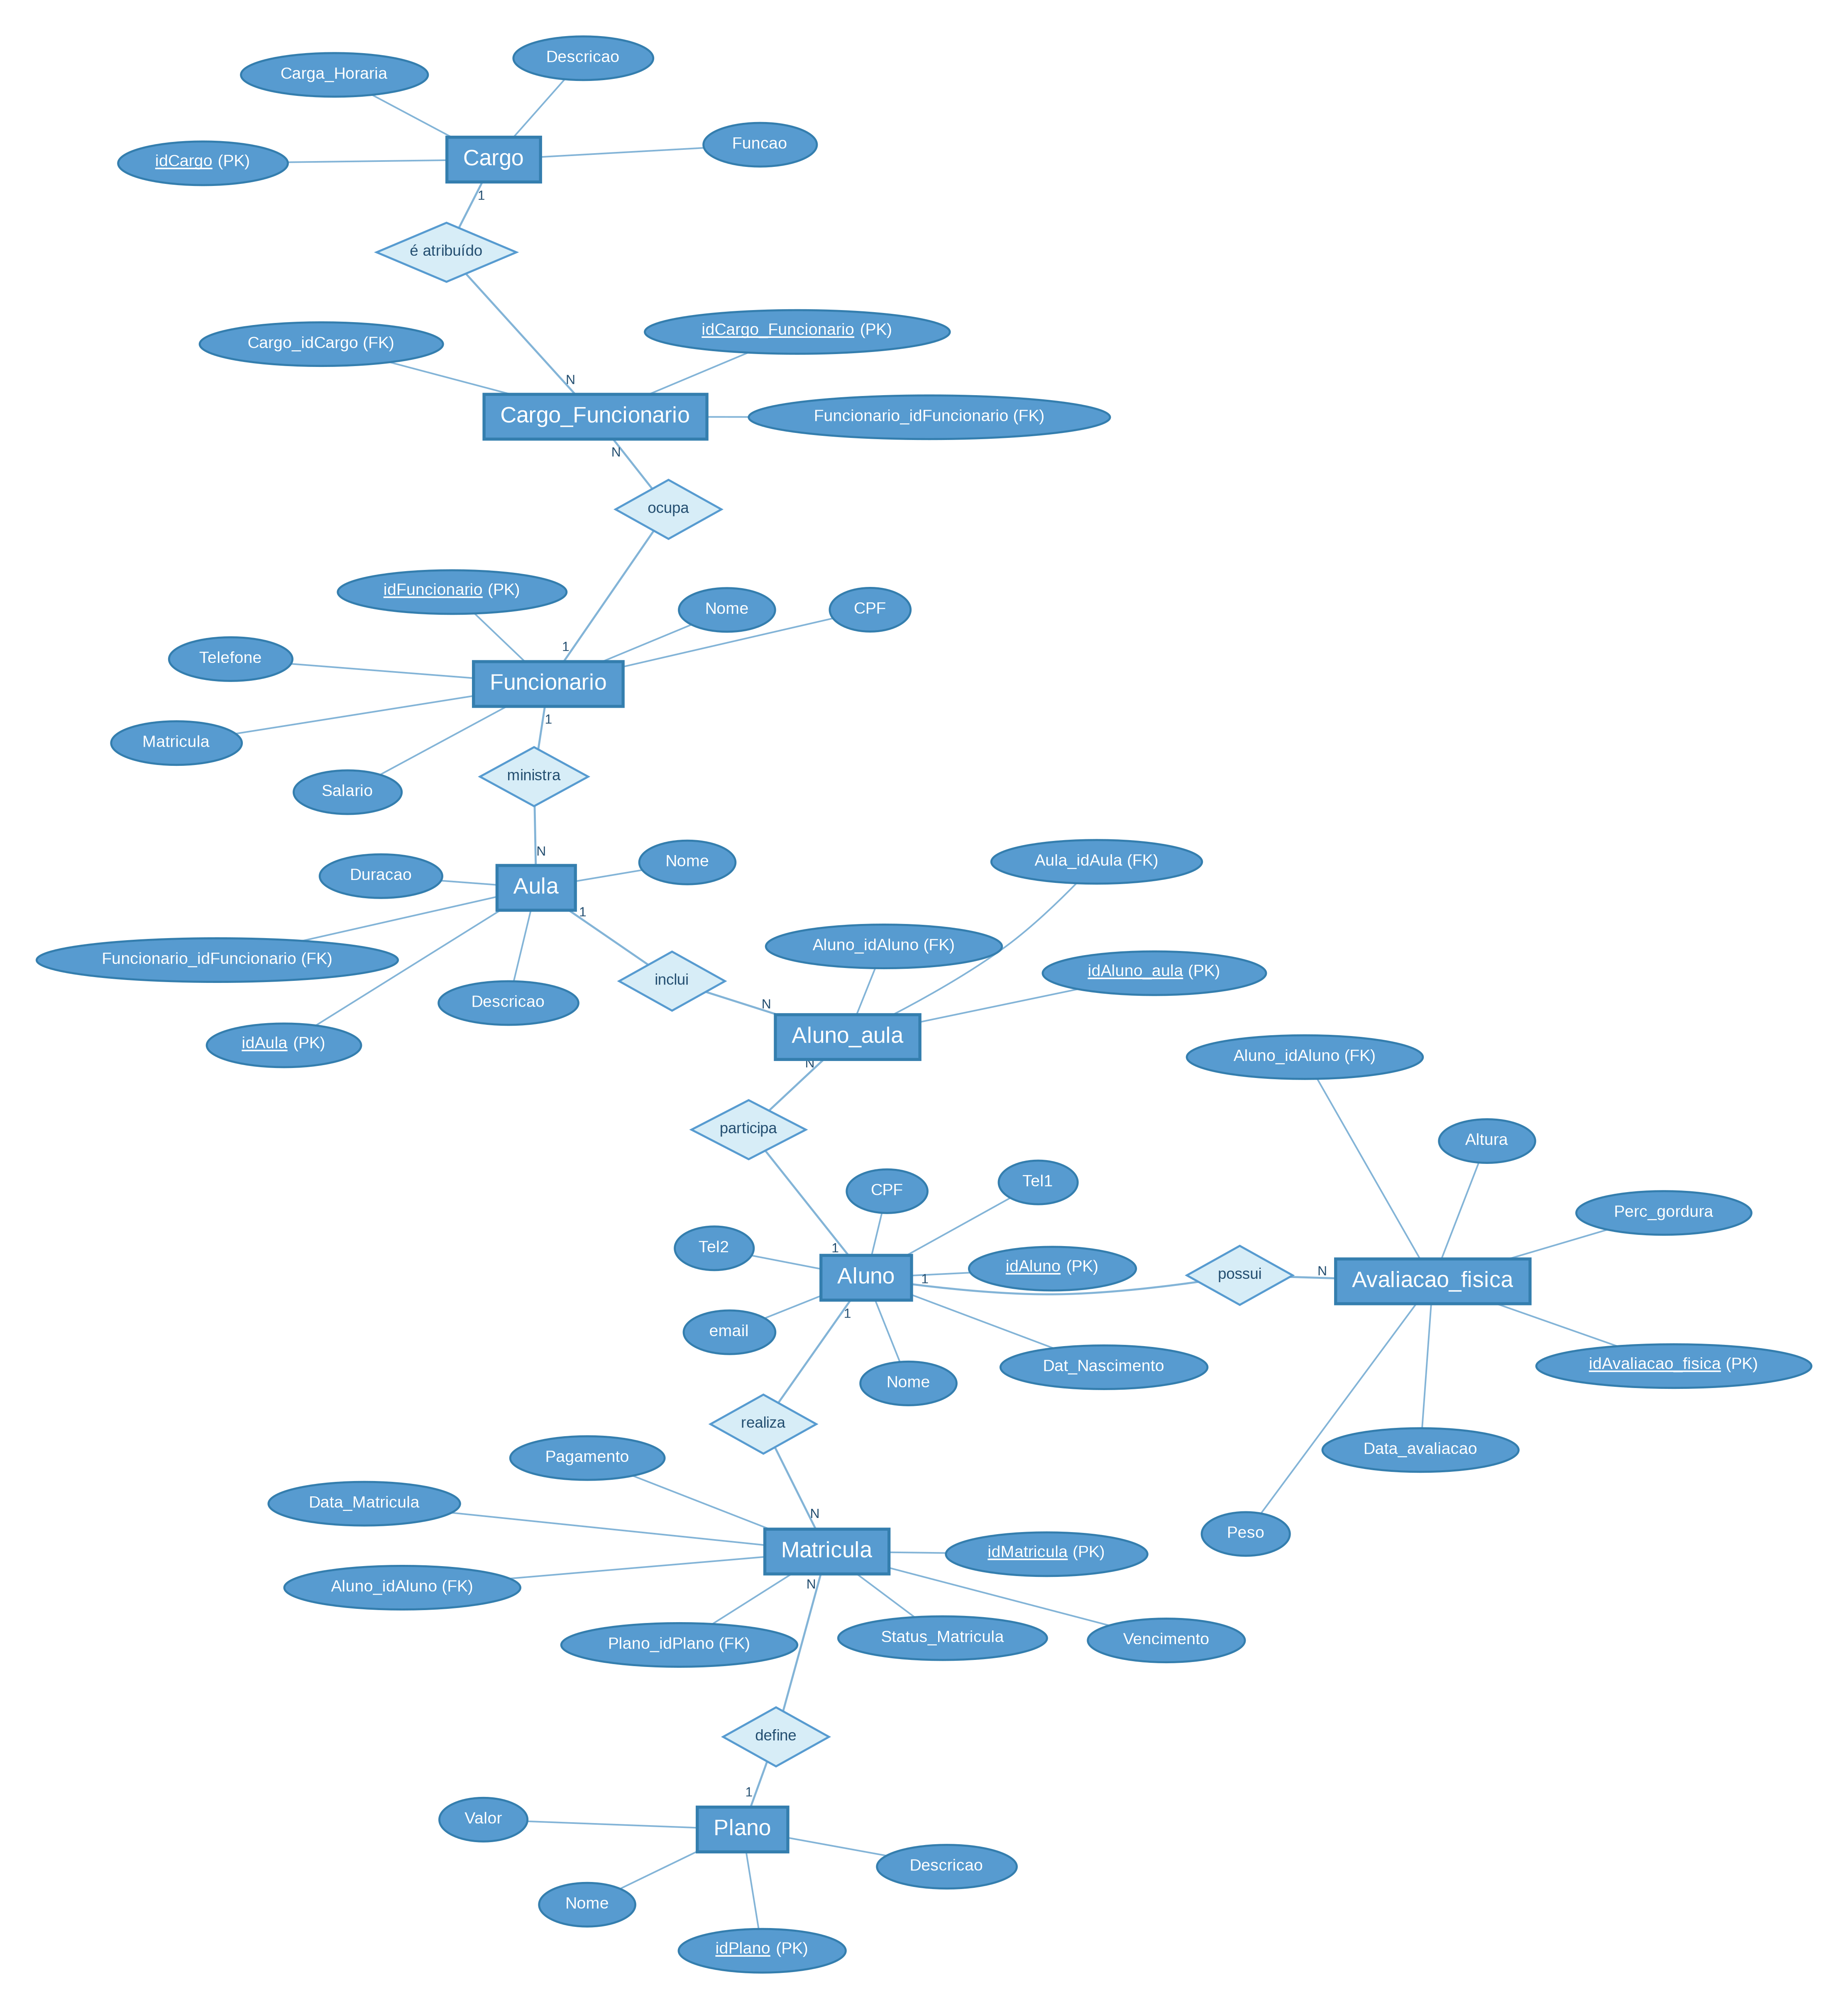 Descricao
Carga_Horaria
Funcao
idCargo (PK)
Cargo
1
é atribuído
idCargo_Funcionario (PK)
Cargo_idCargo (FK)
N
Cargo_Funcionario
Funcionario_idFuncionario (FK)
N
ocupa
idFuncionario (PK)
Nome
CPF
1
Telefone
Funcionario
1
Matricula
ministra
Salario
N
Nome
Aula_idAula (FK)
Duracao
Aula
1
Aluno_idAluno (FK)
Funcionario_idFuncionario (FK)
idAluno_aula (PK)
inclui
Descricao
N
idAula (PK)
Aluno_aula
N
Aluno_idAluno (FK)
participa
Altura
CPF
Tel1
Perc_gordura
Tel2
1
idAluno (PK)
Aluno
1
possui
N
Avaliacao_fisica
1
email
idAvaliacao_fisica (PK)
Dat_Nascimento
Nome
realiza
Data_avaliacao
Pagamento
Data_Matricula
N
Peso
Matricula
idMatricula (PK)
Aluno_idAluno (FK)
N
Plano_idPlano (FK)
Status_Matricula
Vencimento
define
1
Valor
Plano
Descricao
Nome
idPlano (PK)